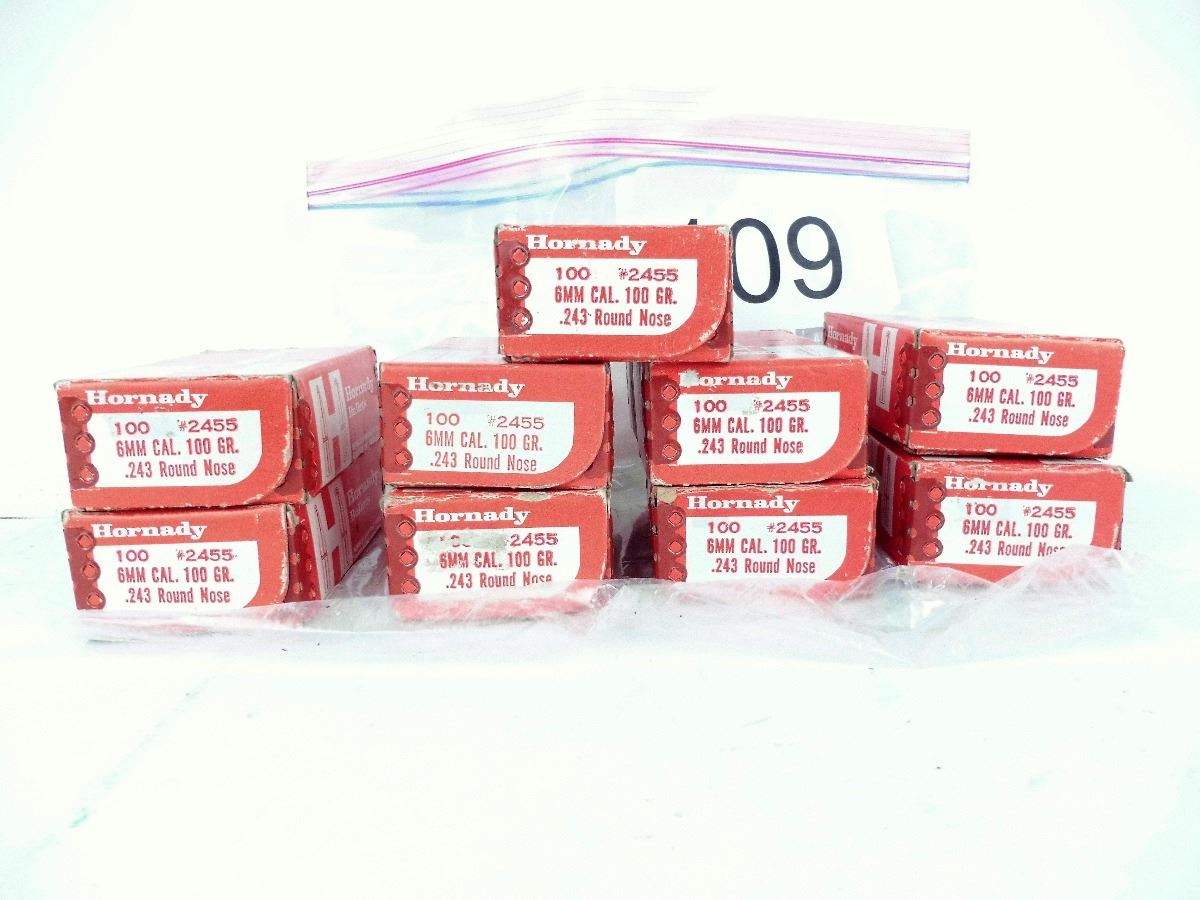 Hornady
100 #2455
6MM CAL. 100 GR.
.243 Round Nose
09
Hornady
100 #2455
6MM CAL. 100 GR.
.243 Round Nose
H Hornady
Hornady
100 #2455
6MM CAL. 100 GR.
.243 Round Nose
Hornady
100 #2455
6MM CAL. 100 GR.
.243 Round Nose
Hornady
H
Hornady
100 #2455
6MM CAL. 100 GR.
.243 Round Nose
Hornady
100 #2455
6MM CAL. 100 GR.
.243 Round Nose
H Hornady
Hornady
2455
6MM CAL. 100 GR.
.243 Round Nose
Hornady
100 #2455
6MM CAL. 100 GR.
.243 Round Nose
Hornady
100 #2455
6MM CAL. 100 GR.
.243 Round Nose